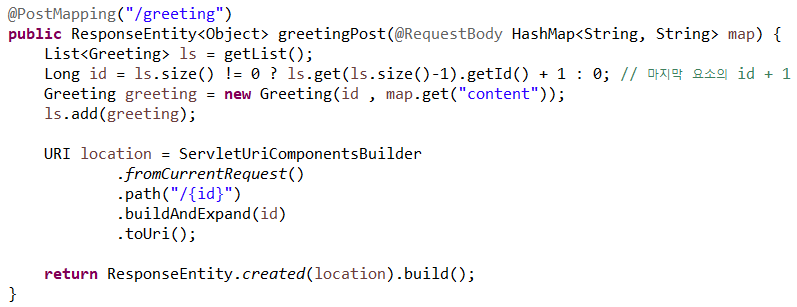 @PostMapping("/greeting")
public ResponseEntity<Object> greetingPost(@RequestBody HashMap<String, String> map) {
    List<Greeting> ls = getList();
    Long id = ls.size() != 0 ? ls.get(ls.size()-1).getId() + 1 : 0; // 마지막 요소의 id + 1
    Greeting greeting = new Greeting(id , map.get("content"));
    ls.add(greeting);

    URI location = ServletUriComponentsBuilder
            .fromCurrentRequest()
            .path("/{id}")
            .buildAndExpand(id)
            .toUri();

    return ResponseEntity.created(location).build();
}